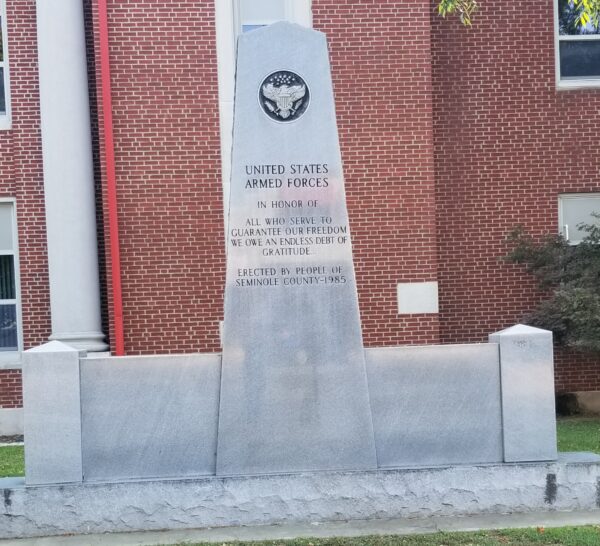 UNITED STATES
ARMED FORCES
IN HONOR OF
ALL WHO SERVE TO
GUARANTEE OUR FREEDOM
WE OWE AN ENDLESS DEBT OF
GRATITUDE...
ERECTED BY PEOPLE OF
SEMINOLE COUNTY-1985